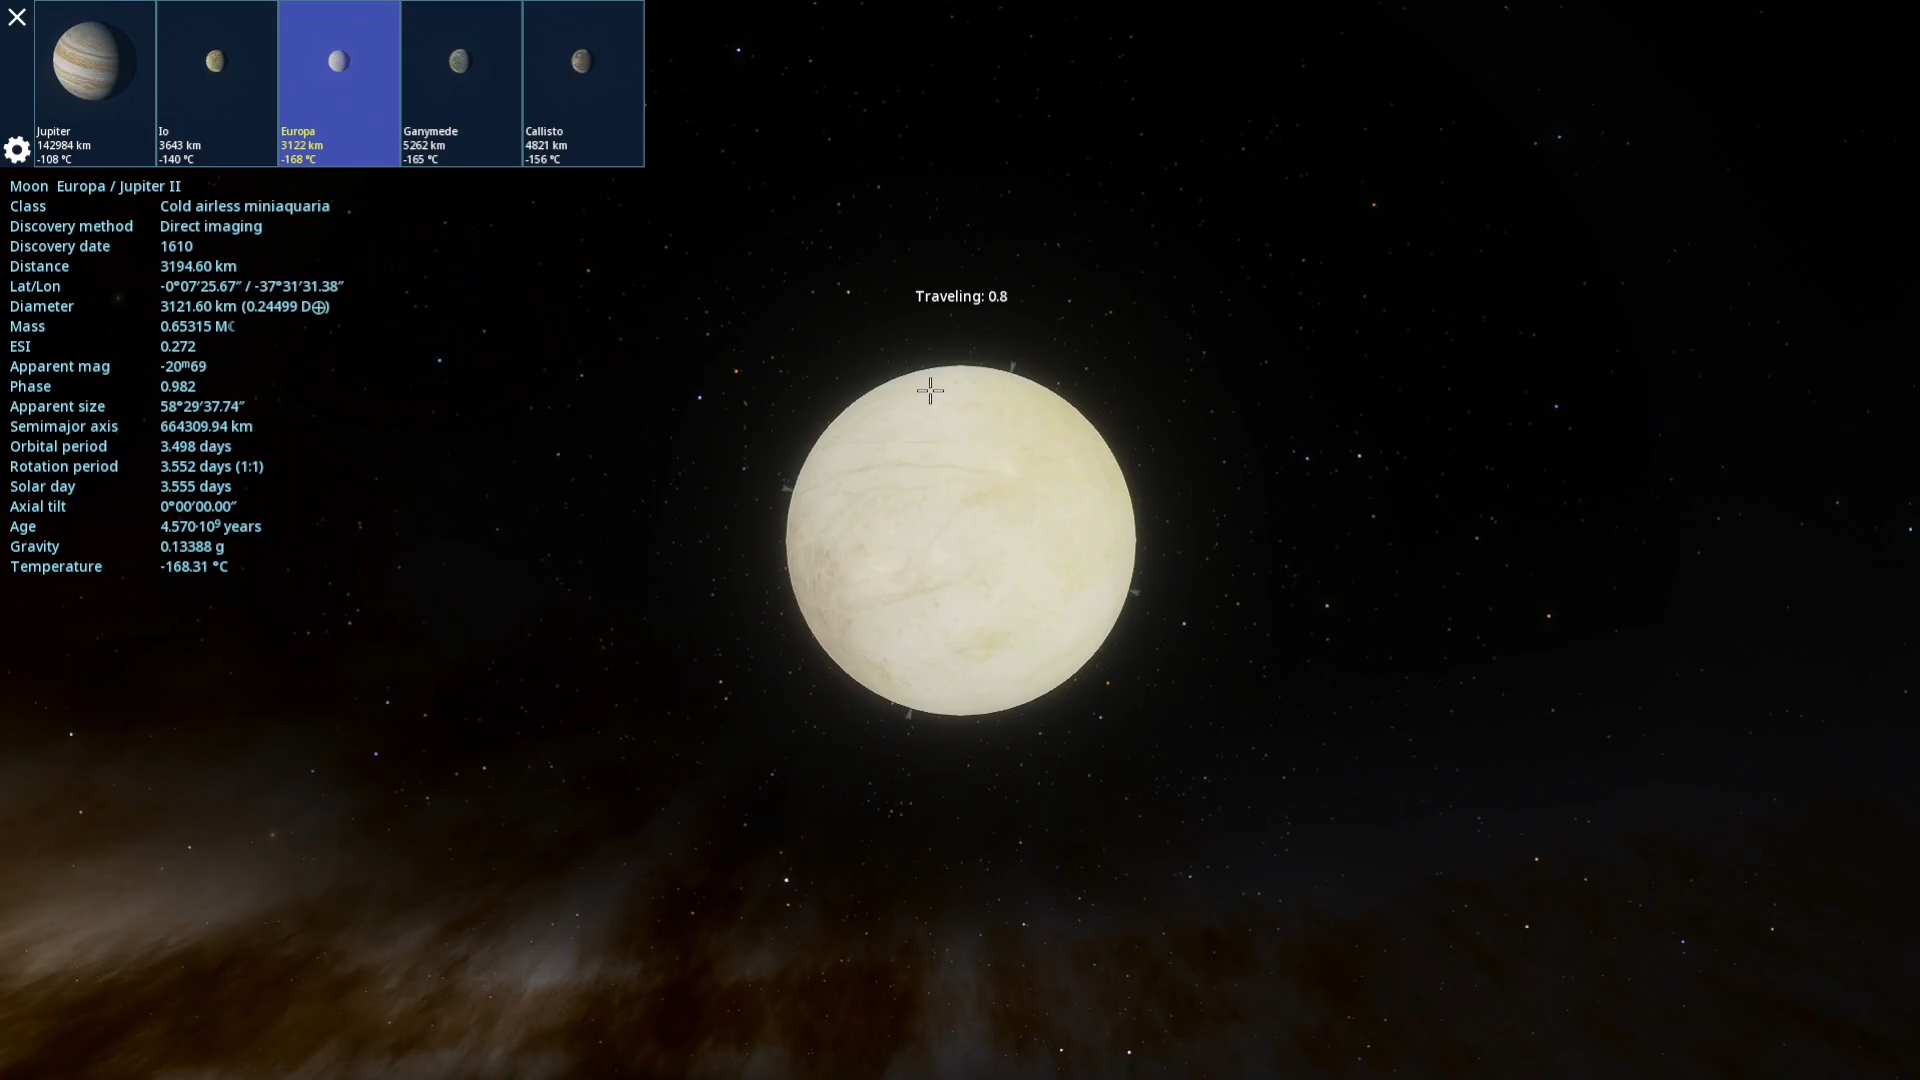 Jupiter
142984 km
-108 °C
Io
3643 km
-140 °C
Europa
3122 km
-168 °C
Ganymede
5262 km
-165 °C
Callisto
4821 km
-156 °C
Moon Europa / Jupiter II
Class Cold airless miniaquaria
Discovery method Direct imaging
Discovery date 1610
Distance 3194.60 km
Lat/Lon -0°07′25.67″ / -37°31′31.38″
Diameter 3121.60 km (0.24499 D⊕)
Mass 0.65315 M☾
ESI 0.272
Apparent mag -20ᵐ69
Phase 0.982
Apparent size 58°29′37.74″
Semimajor axis 664309.94 km
Orbital period 3.498 days
Rotation period 3.552 days (1:1)
Solar day 3.555 days
Axial tilt 0°00′00.00″
Age 4.570·10⁹ years
Gravity 0.13388 g
Temperature -168.31 °C
Traveling: 0.8